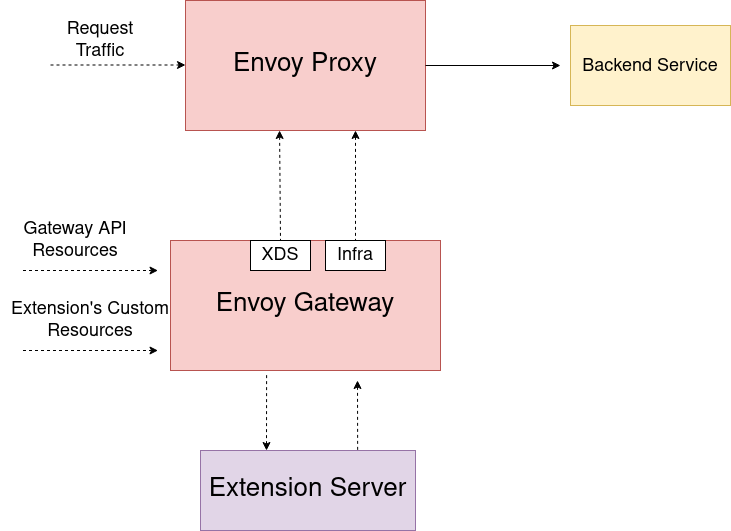 Request
Traffic
Envoy Proxy
Backend Service
Gateway API
Resources
XDS
Infra
Extension's Custom
Resources
Envoy Gateway
Extension Server